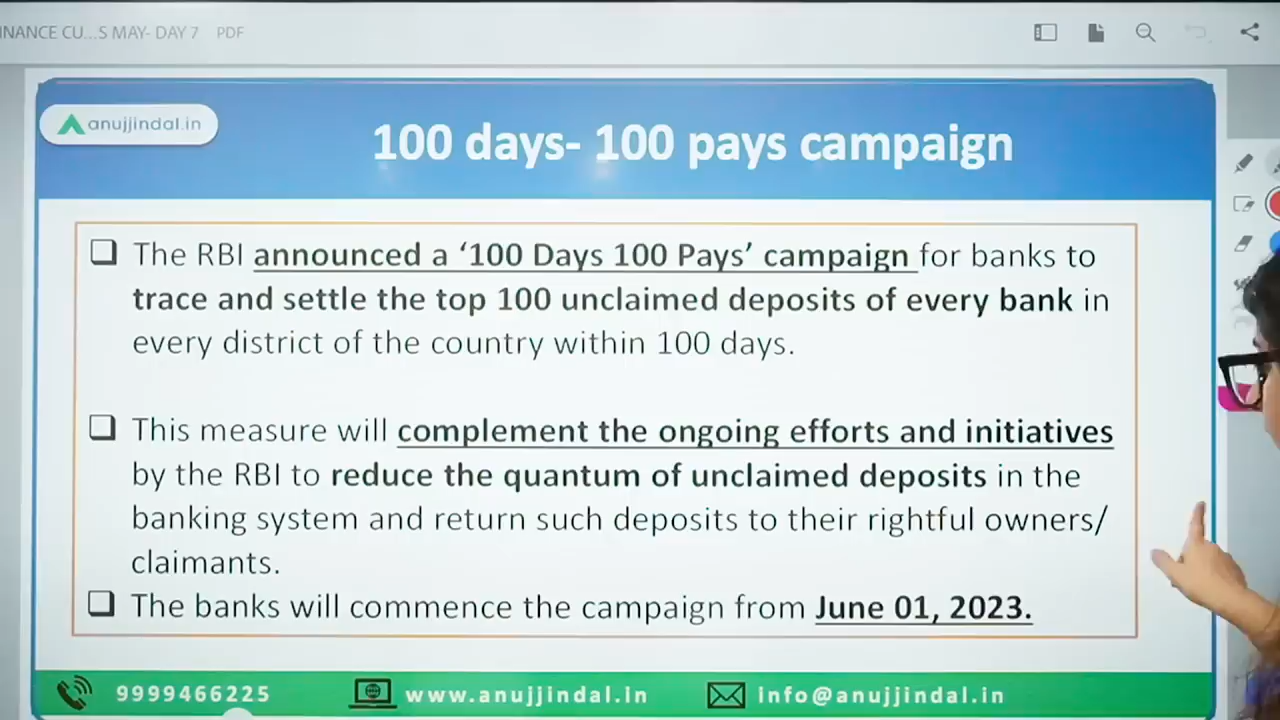 INANCE CU...S MAY- DAY 7 PDF
anujjindal.in
100 days- 100 pays campaign
The RBI announced a ‘100 Days 100 Pays’ campaign for banks to
trace and settle the top 100 unclaimed deposits of every bank in
every district of the country within 100 days.
This measure will complement the ongoing efforts and initiatives
by the RBI to reduce the quantum of unclaimed deposits in the
banking system and return such deposits to their rightful owners/
claimants.
The banks will commence the campaign from June 01, 2023.
9999466225 www.anujjindal.in info@anujjindal.in